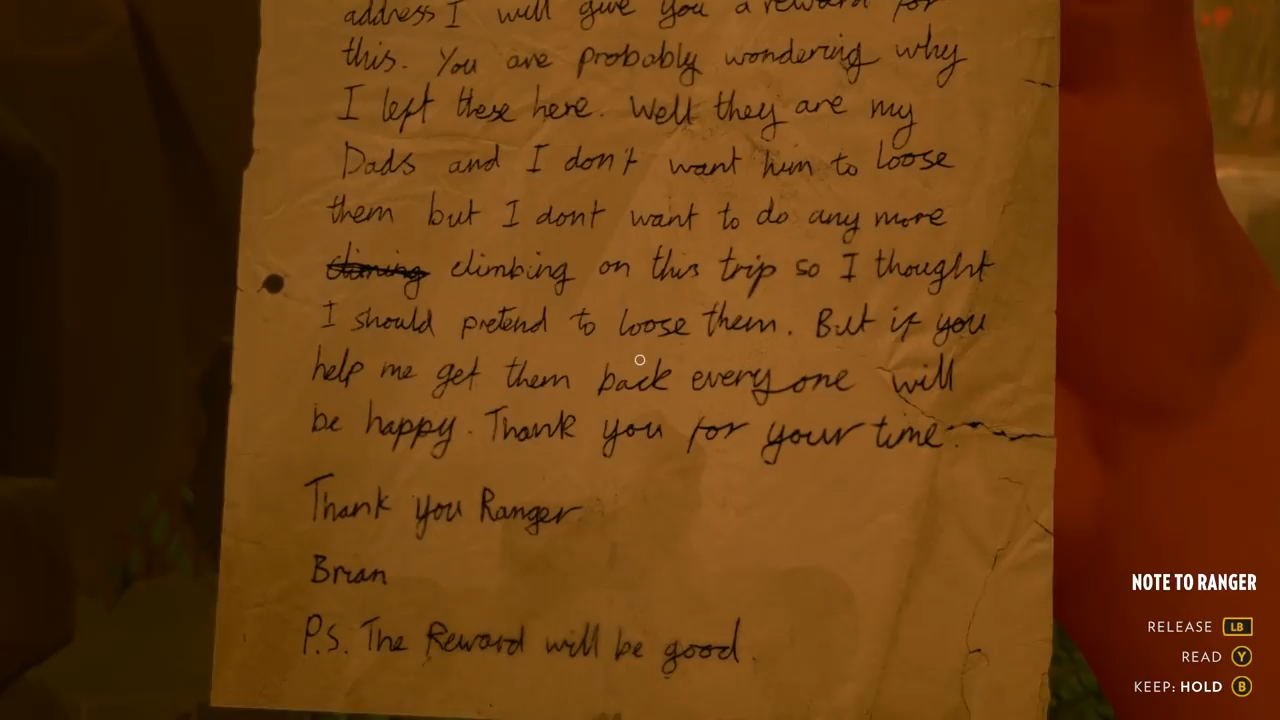 address I will give you a reward for
this. You are probably wondering why
I left these here. Well they are my
Dads and I don't want him to loose
them but I dont want to do any more
climing climbing on this trip so I thought
I should pretend to loose them. But if you
help me get them back everyone will
be happy. Thank you for your time.
Thank you Ranger
Brian
P.S. The Reward will be good.
NOTE TO RANGER
RELEASE LB
READ Y
KEEP: HOLD B